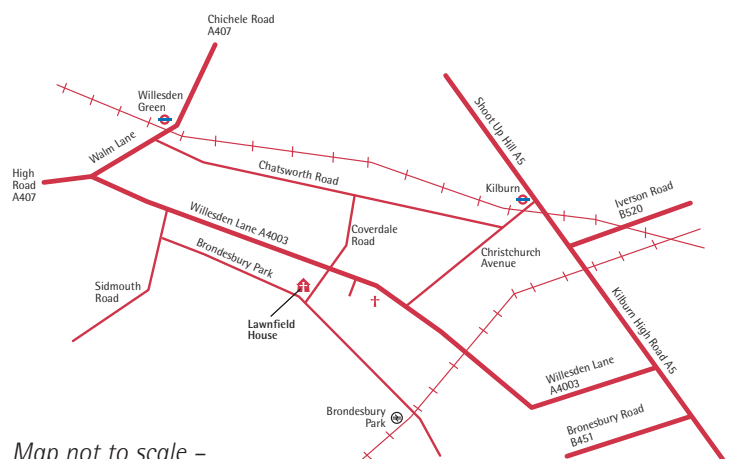 Chichele Road
A407
Willesden
Green
Walm Lane
High
Road
A407
Chatsworth Road
Shoot Up Hill A5
Kilburn
Iverson Road
B520
Willesden Lane A4003
Coverdale
Road
Christchurch
Avenue
Brondesbury Park
Sidmouth
Road
Lawnfield
House
Kilburn High Road A5
Willesden Lane
A4003
Brondesbury
Park
Bronesbury Road
B451
Map not to scale –